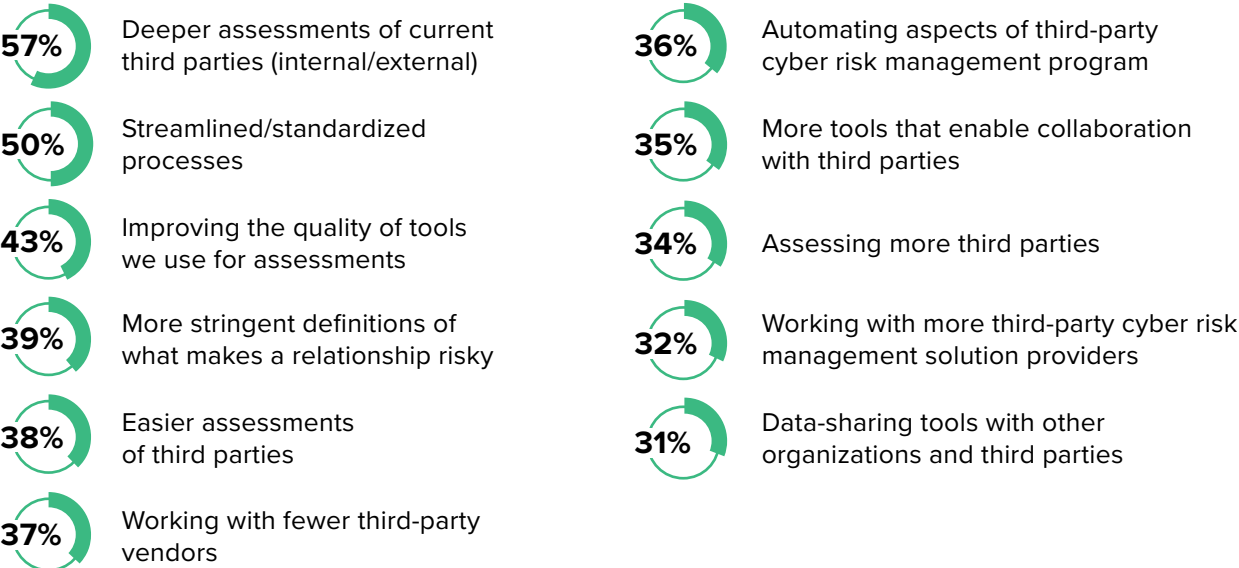 57%
Deeper assessments of current
third parties (internal/external)
50%
Streamlined/standardized
processes
43%
Improving the quality of tools
we use for assessments
39%
More stringent definitions of
what makes a relationship risky
38%
Easier assessments
of third parties
37%
Working with fewer third-party
vendors
36%
Automating aspects of third-party
cyber risk management program
35%
More tools that enable collaboration
with third parties
34%
Assessing more third parties
32%
Working with more third-party cyber risk
management solution providers
31%
Data-sharing tools with other
organizations and third parties